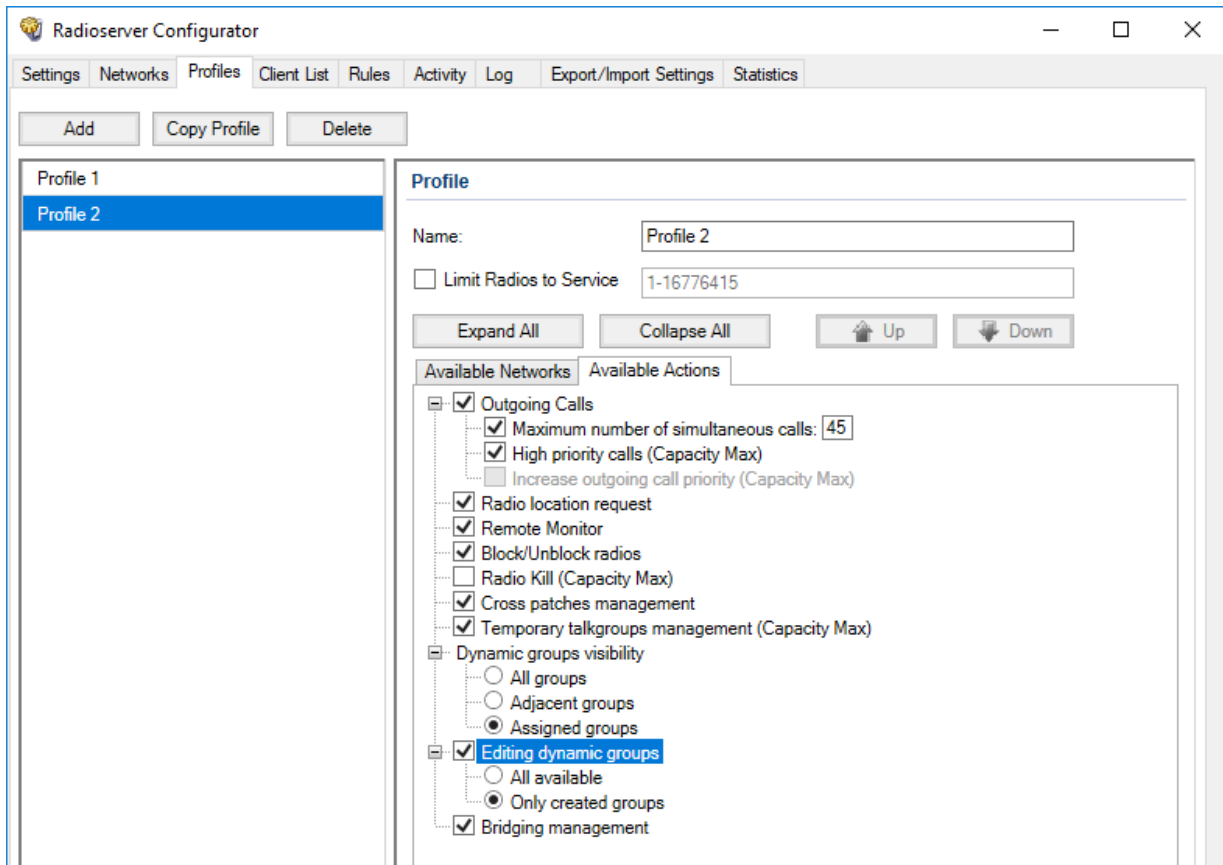 Radioserver Configurator
Settings Networks Profiles Client List Rules Activity Log Export/Import Settings Statistics
Add Copy Profile Delete
Profile 1
Profile 2
Profile
Name: Profile 2
Limit Radios to Service 1-16776415
Expand All Collapse All Up Down
Available Networks Available Actions
Outgoing Calls
Maximum number of simultaneous calls: 45
High priority calls (Capacity Max)
Increase outgoing call priority (Capacity Max)
Radio location request
Remote Monitor
Block/Unblock radios
Radio Kill (Capacity Max)
Cross patches management
Temporary talkgroups management (Capacity Max)
Dynamic groups visibility
All groups
Adjacent groups
Assigned groups
Editing dynamic groups
All available
Only created groups
Bridging management